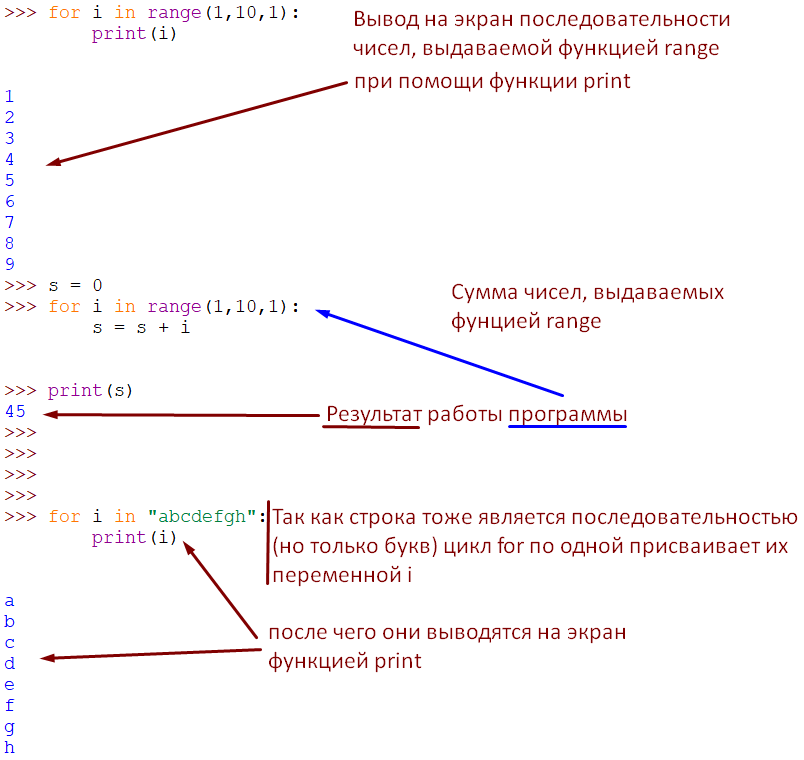 >>> for i in range(1,10,1):
        print(i)
Вывод на экран последовательности
чисел, выдаваемой функцией range
при помощи функции print
1
2
3
4
5
6
7
8
9
>>> s = 0
>>> for i in range(1,10,1):
        s = s + i
Сумма чисел, выдаваемых
фунцией range
>>> print(s)
45
Результат работы программы
>>>
>>>
>>>
>>>
>>> for i in "abcdefgh":
        print(i)
Так как строка тоже является последовательностью
(но только букв) цикл for по одной присваивает их
переменной i
a
b
c
d
e
f
g
h
после чего они выводятся на экран
функцией print